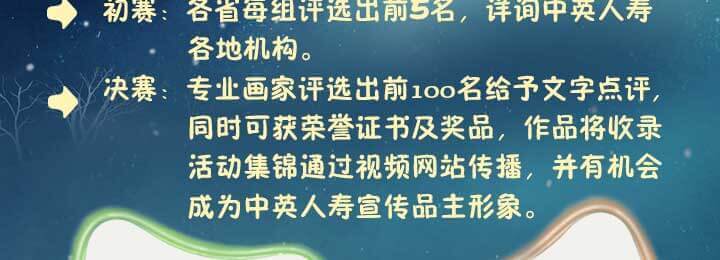 初赛：各省每组评选出前5名，详询中英人寿
各地机构。
决赛：专业画家评选出前100名给予文字点评，
同时可获荣誉证书及奖品，作品将收录
活动集锦通过视频网站传播，并有机会
成为中英人寿宣传品主形象。